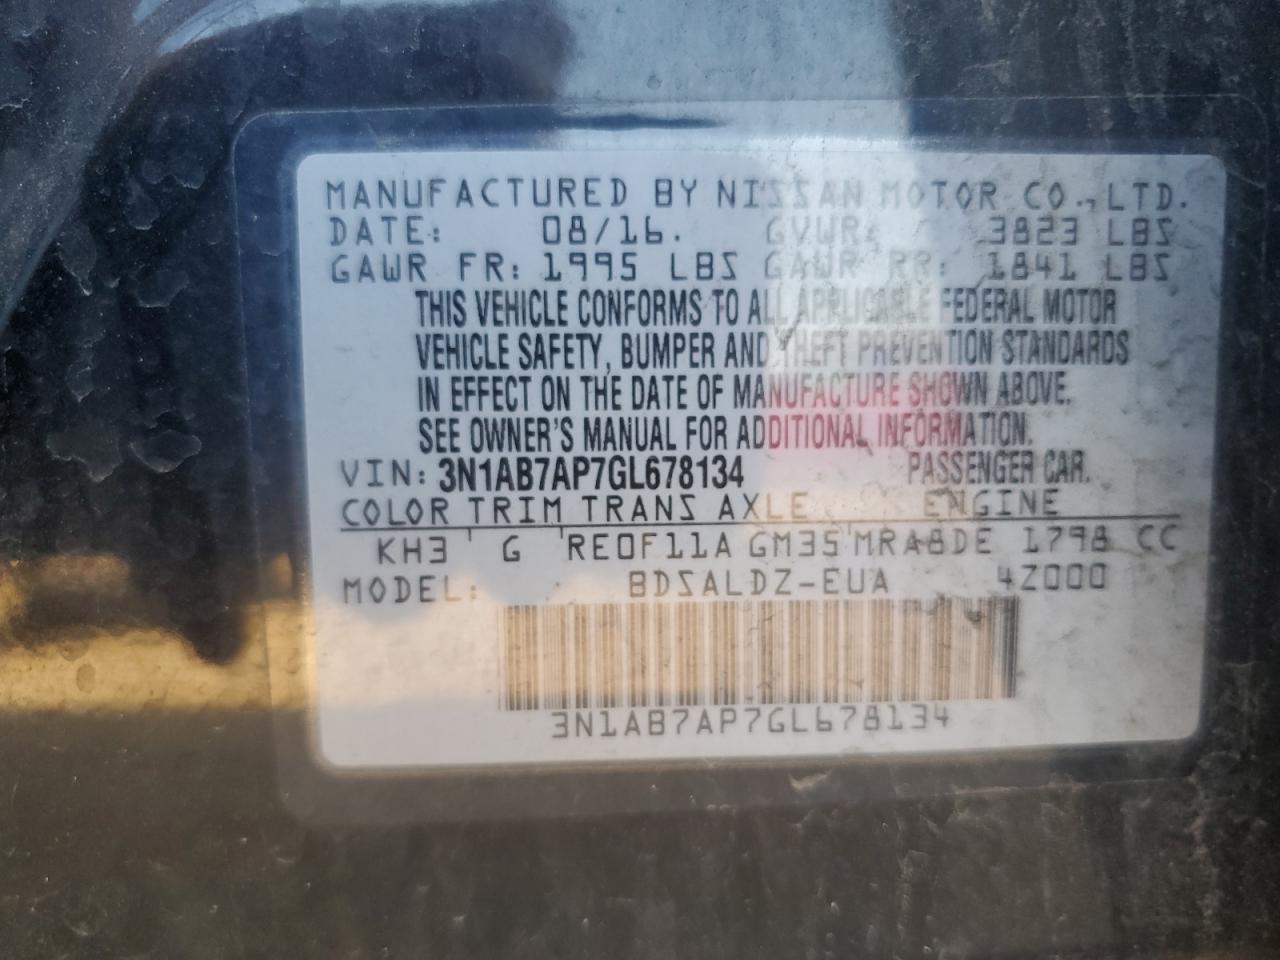 MANUFACTURED BY NISSAN MOTOR CO., LTD.
DATE: 08/16. GVWR: 3823 LBS
GAWR FR: 1995 LBS GAWR RR: 1841 LBS
THIS VEHICLE CONFORMS TO ALL APPLICABLE FEDERAL MOTOR
VEHICLE SAFETY, BUMPER AND THEFT PREVENTION STANDARDS
IN EFFECT ON THE DATE OF MANUFACTURE SHOWN ABOVE.
SEE OWNER'S MANUAL FOR ADDITIONAL INFORMATION.
VIN: 3N1AB7AP7GL678134 PASSENGER CAR.
COLOR TRIM TRANS AXLE ENGINE
KH3 G RE0F11A GM35 MRA8DE 1798 CC
MODEL: BDSALDZ-EUA 4Z000
3N1AB7AP7GL678134